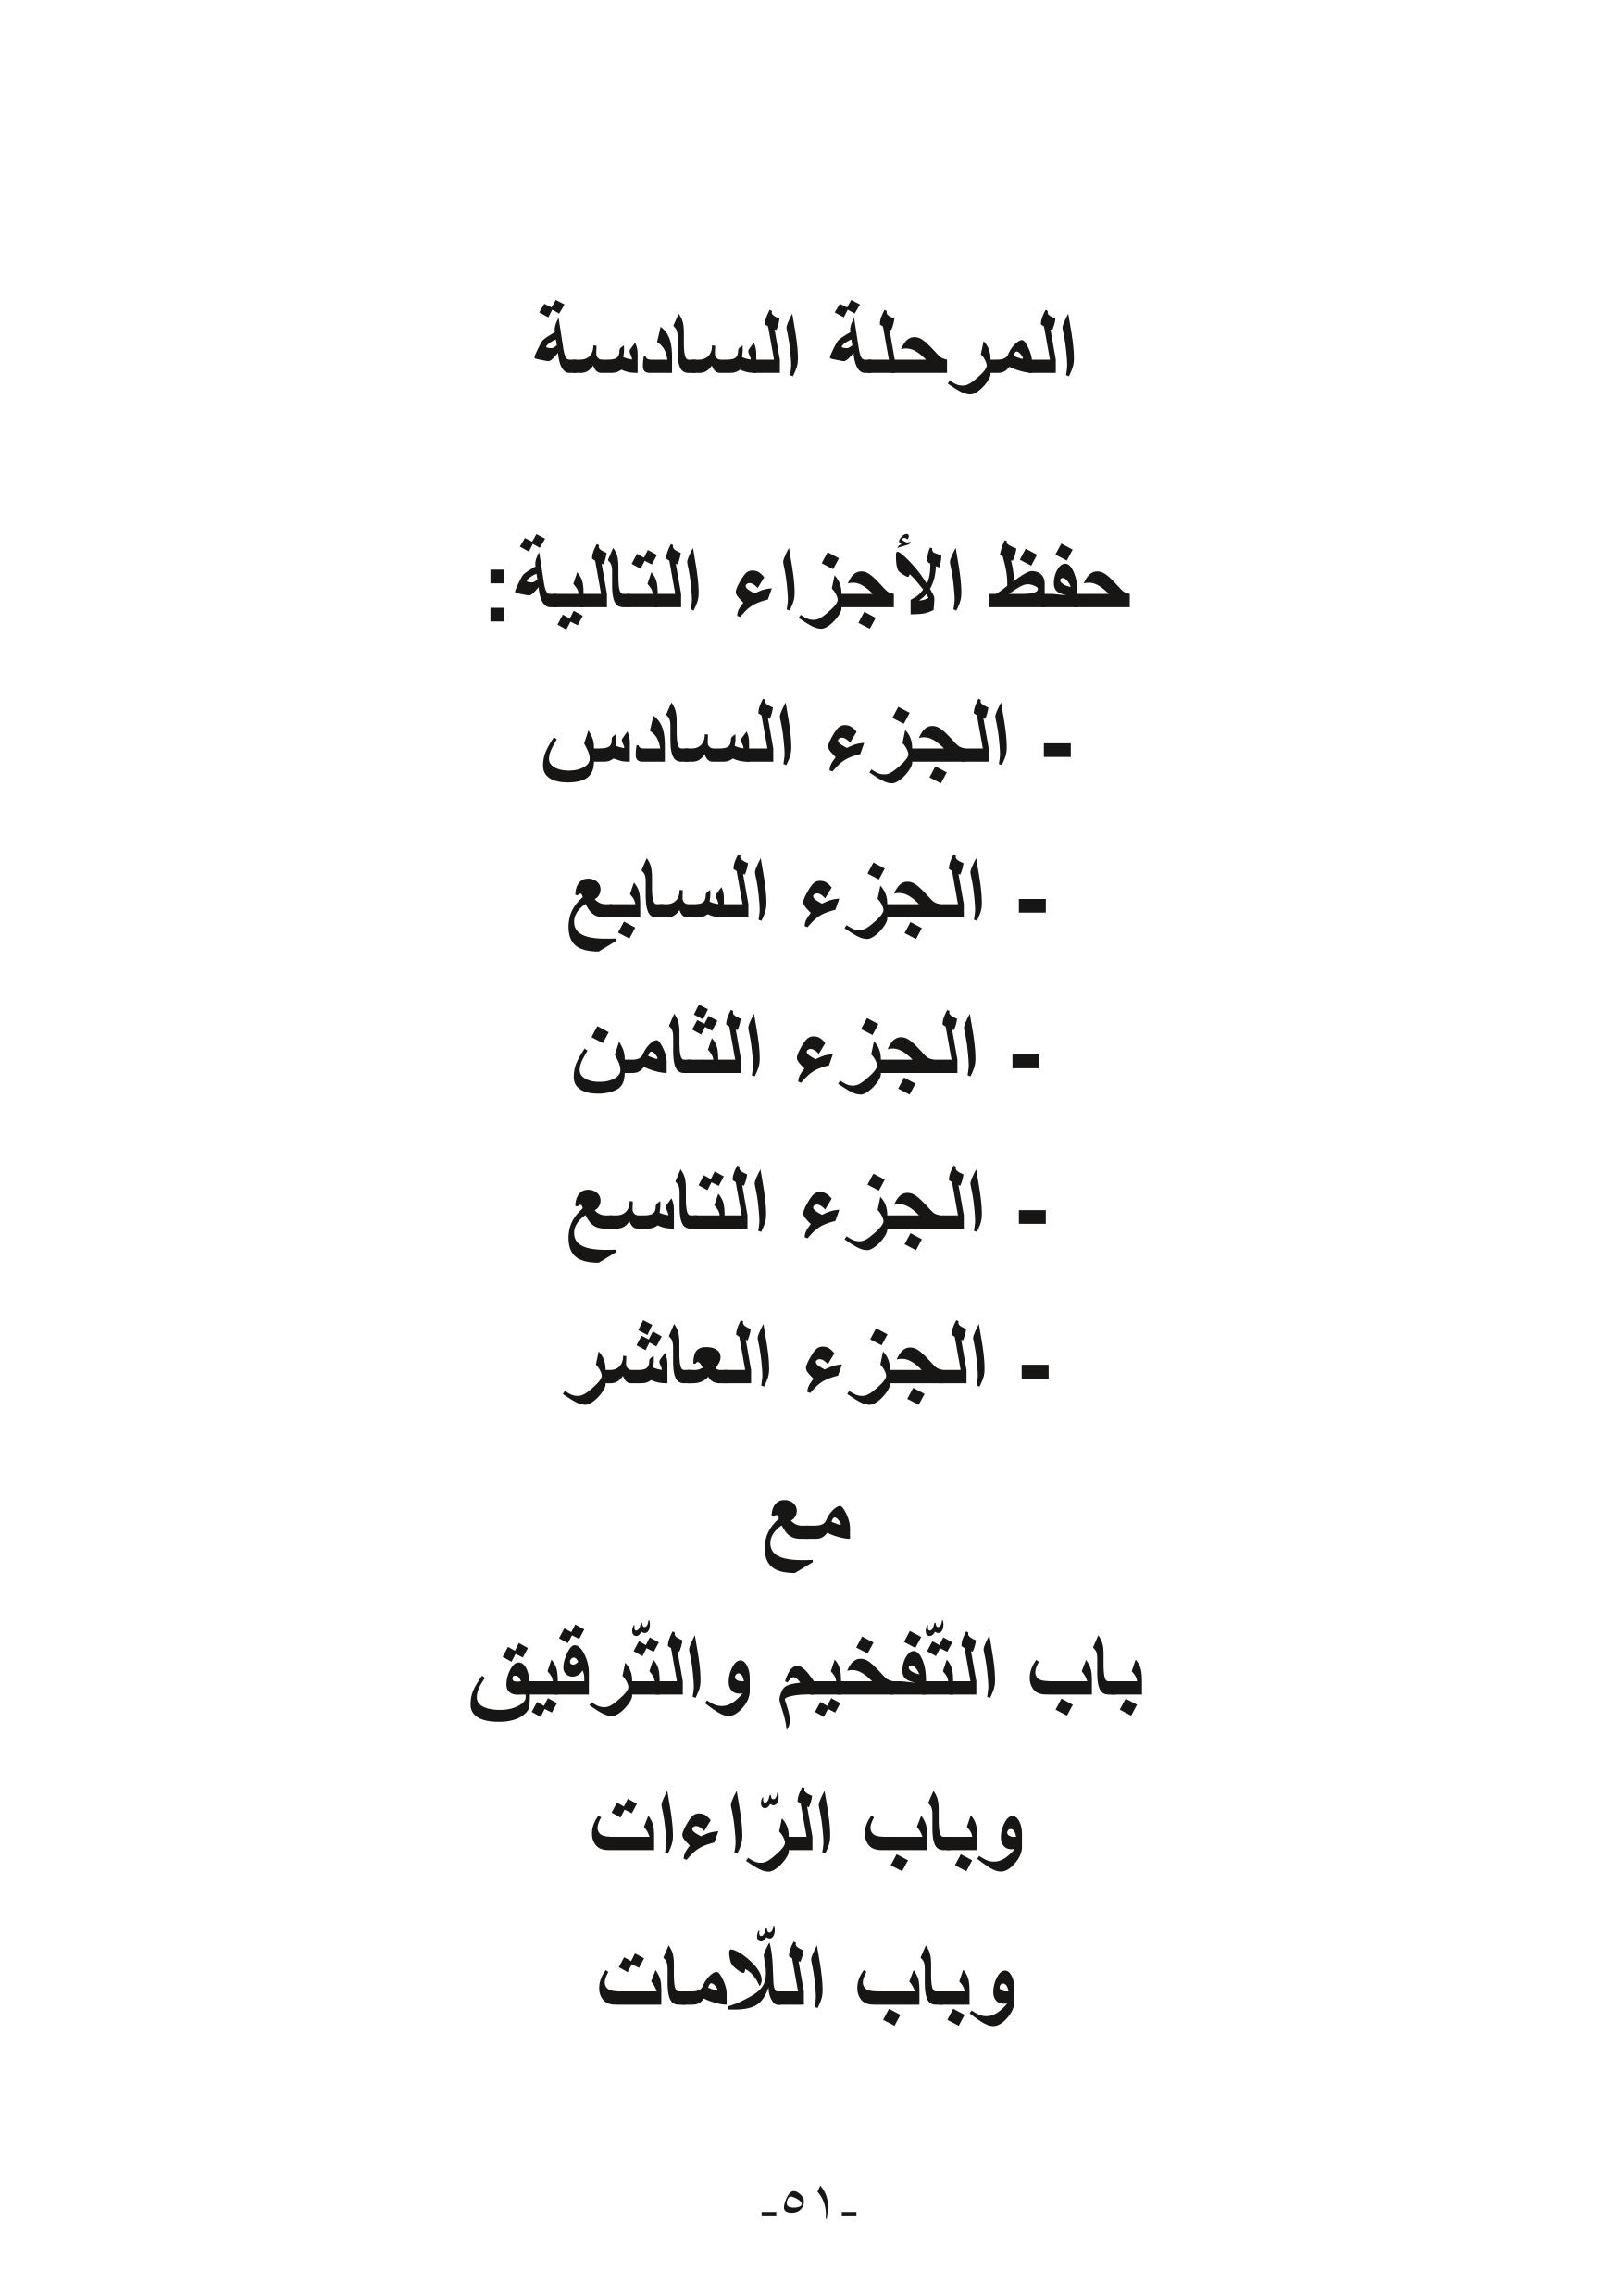 المرحلة السادسة
حفظ الأجزاء التالية:
- الجزء السادس
- الجزء السابع
- الجزء الثامن
- الجزء التاسع
- الجزء العاشر
مع
باب التّفخيم والتّرقيق
وباب الرّاءات
وباب اللّامات
-٥١-